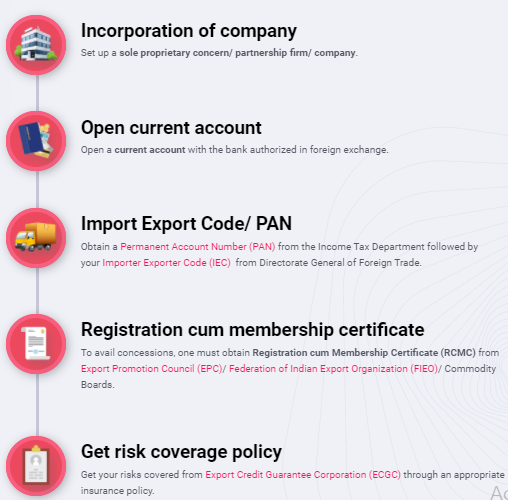 Incorporation of company
Set up a sole proprietary concern/ partnership firm/ company.
Open current account
Open a current account with the bank authorized in foreign exchange.
Import Export Code/ PAN
Obtain a Permanent Account Number (PAN) from the Income Tax Department followed by
your Importer Exporter Code (IEC) from Directorate General of Foreign Trade.
Registration cum membership certificate
To avail concessions, one must obtain Registration cum Membership Certificate (RCMC) from
Export Promotion Council (EPC)/ Federation of Indian Export Organization (FIEO)/ Commodity
Boards.
Get risk coverage policy
Get your risks covered from Export Credit Guarantee Corporation (ECGC) through an appropriate
insurance policy.